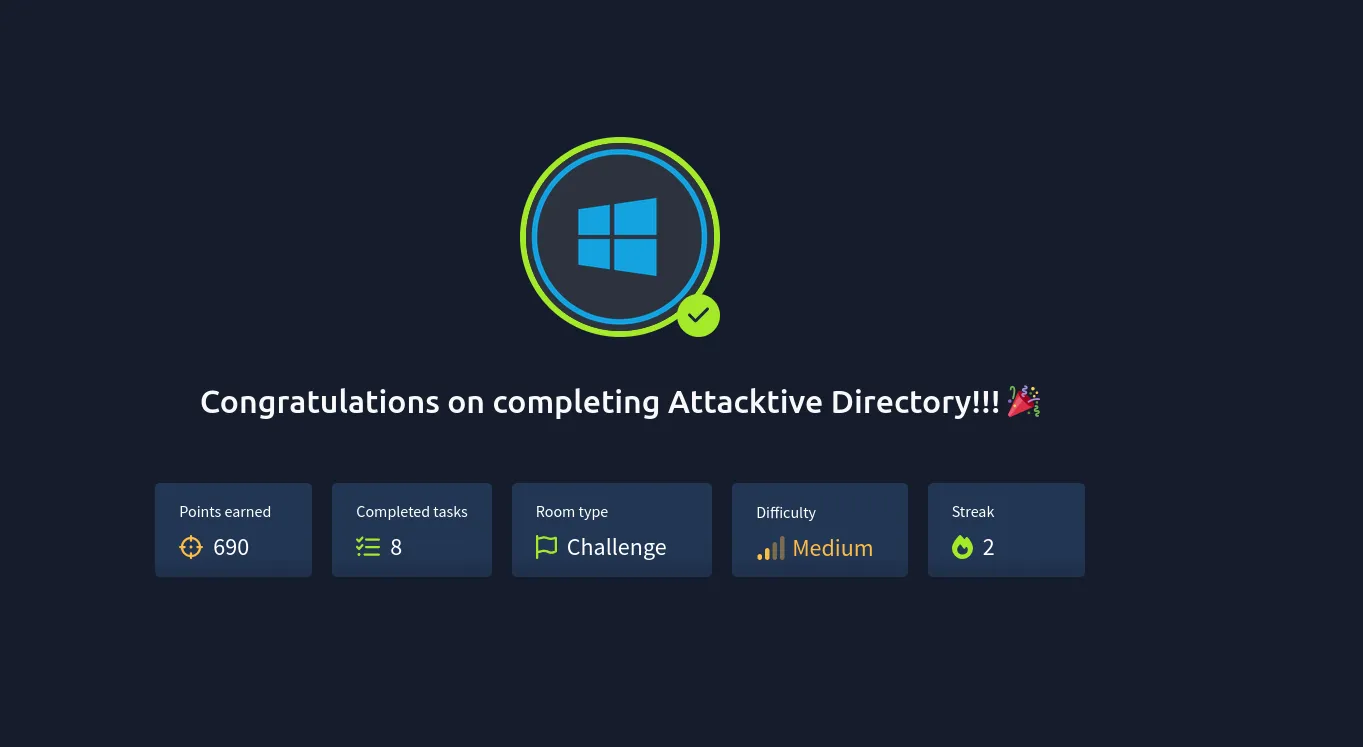 Congratulations on completing Attacktive Directory!!! 🎉
Points earned
690
Completed tasks
8
Room type
Challenge
Difficulty
Medium
Streak
2